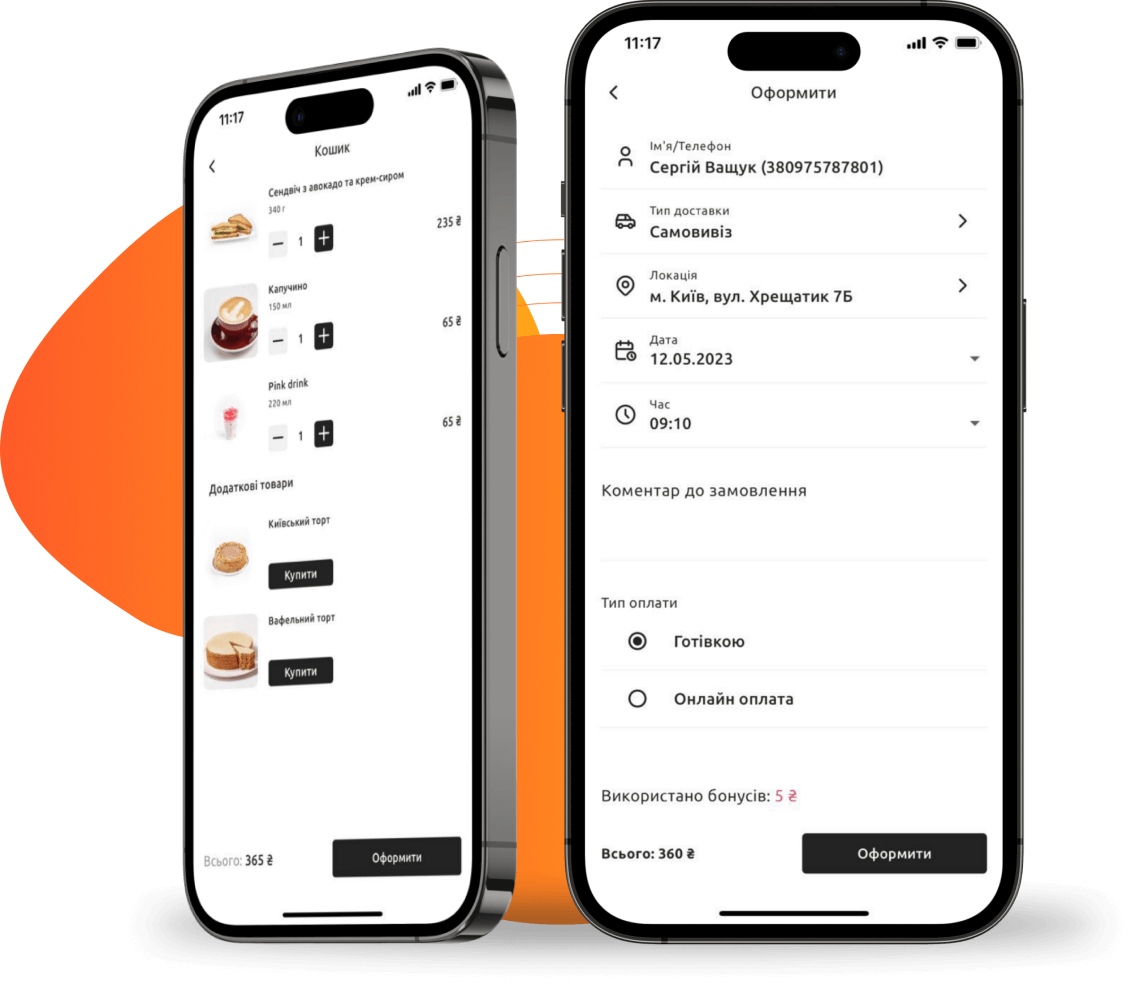 11:17
Кошик
Сендвіч з авокадо та крем-сиром
340 г
1
235 ₴
Капучино
150 мл
1
65 ₴
Pink drink
220 мл
1
65 ₴
Додаткові товари
Київський торт
Купити
Вафельний торт
Купити
Всього: 365 ₴
Оформити
11:17
Оформити
Ім'я/Телефон
Сергій Ващук (380975787801)
Тип доставки
Самовивіз
Локація
м. Київ, вул. Хрещатик 7Б
Дата
12.05.2023
Час
09:10
Коментар до замовлення
Тип оплати
Готівкою
Онлайн оплата
Використано бонусів: 5 ₴
Всього: 360 ₴
Оформити